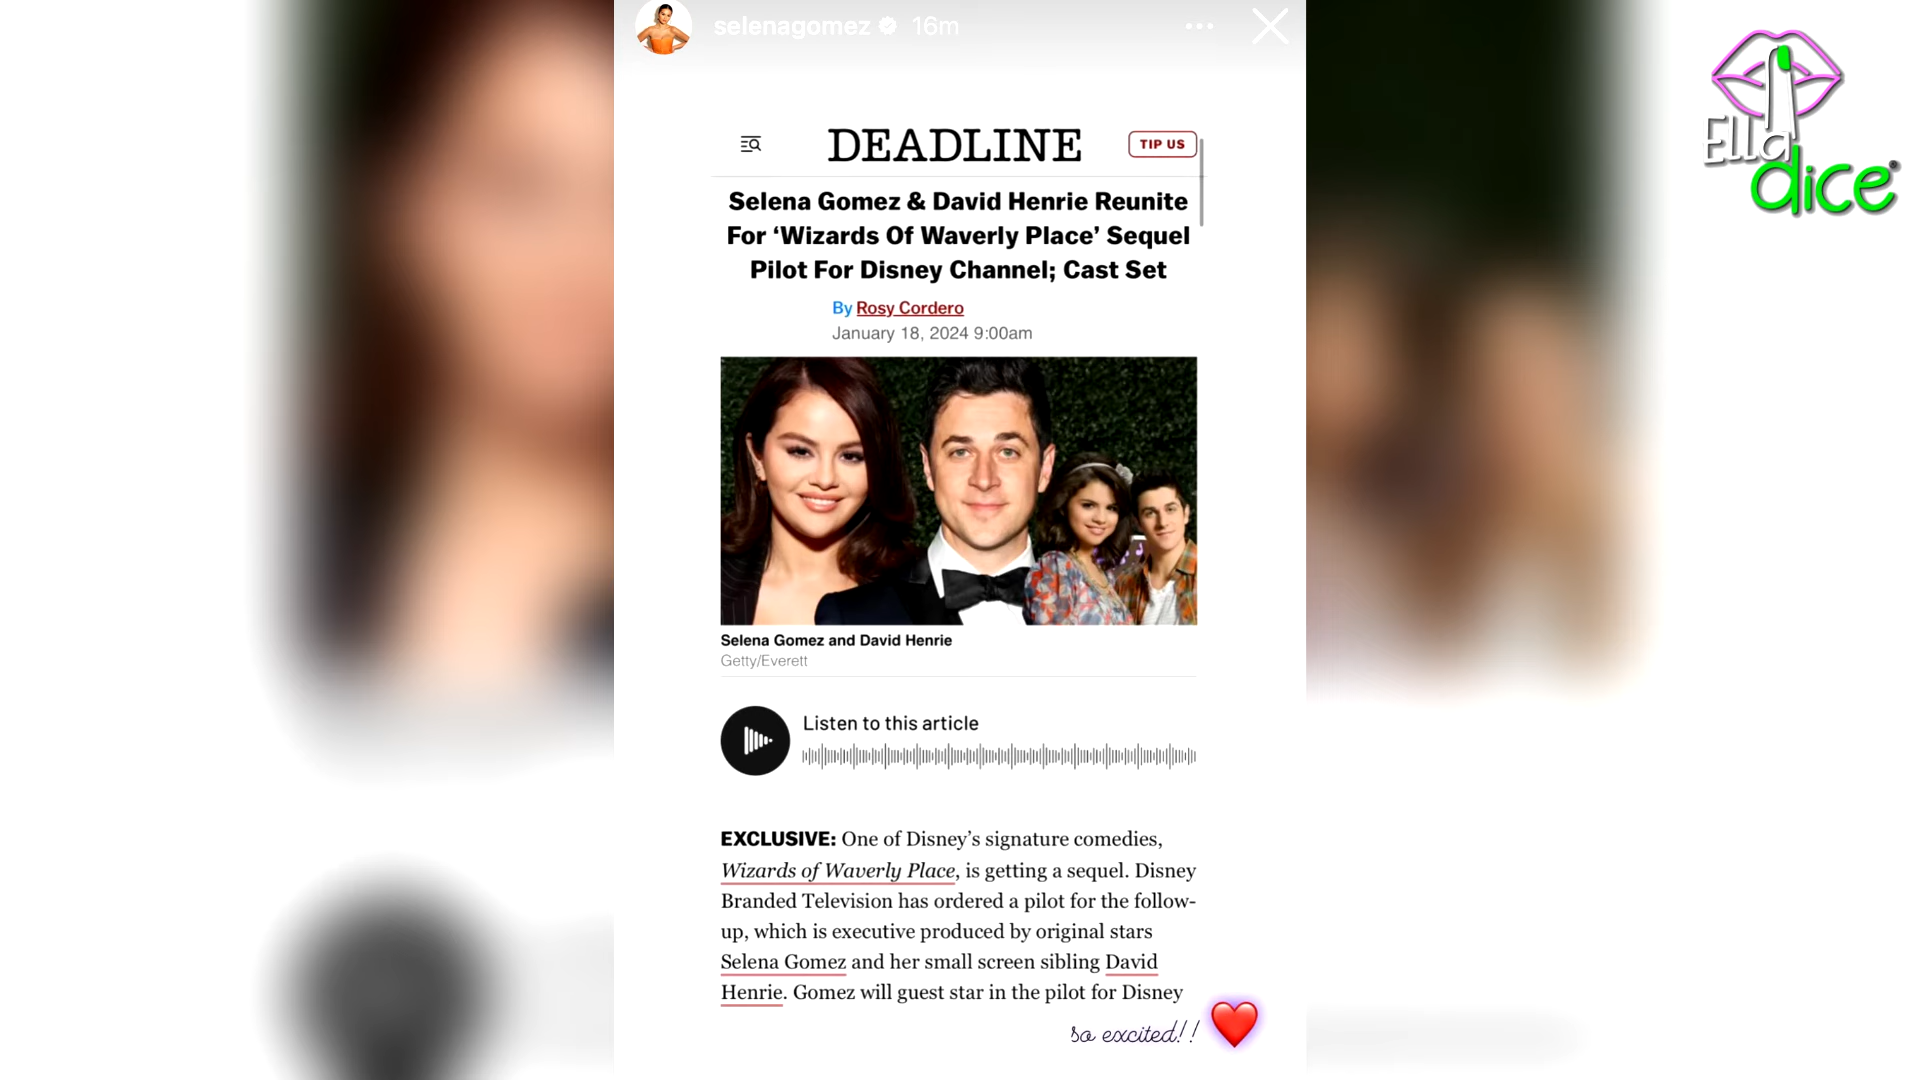 selenagomez 16m
DEADLINE
TIP US
Selena Gomez & David Henrie Reunite
For ‘Wizards Of Waverly Place’ Sequel
Pilot For Disney Channel; Cast Set
By Rosy Cordero
January 18, 2024 9:00am
Selena Gomez and David Henrie
Getty/Everett
Listen to this article
EXCLUSIVE: One of Disney’s signature comedies,
Wizards of Waverly Place, is getting a sequel. Disney
Branded Television has ordered a pilot for the follow-
up, which is executive produced by original stars
Selena Gomez and her small screen sibling David
Henrie. Gomez will guest star in the pilot for Disney
so excited!!
Ella
dice®